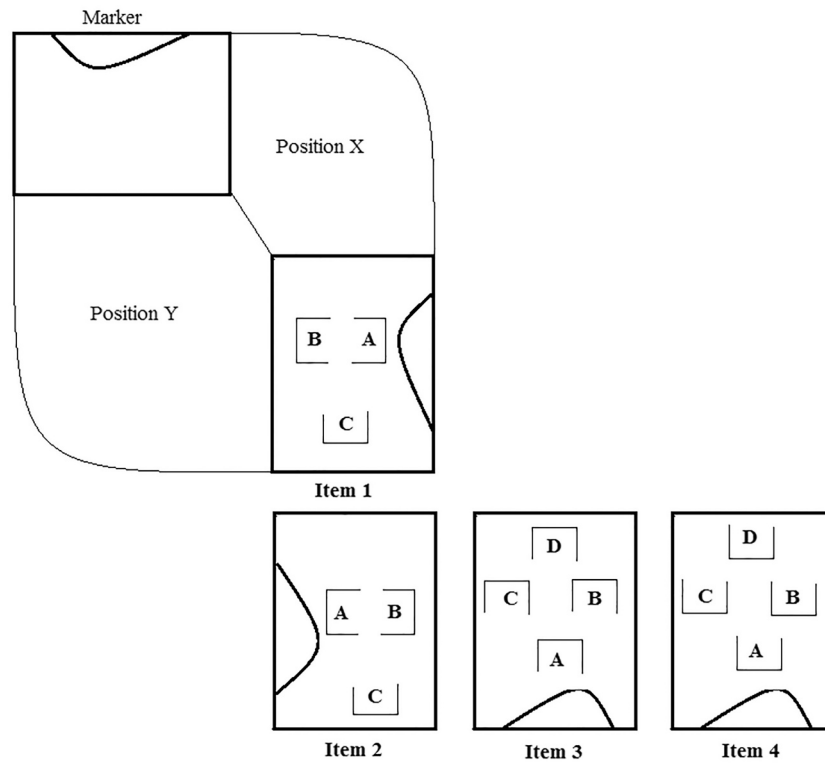 Marker
Position X
Position Y
B A
C
Item 1
A B
C
Item 2
D
C B
A
Item 3
D
C B
A
Item 4